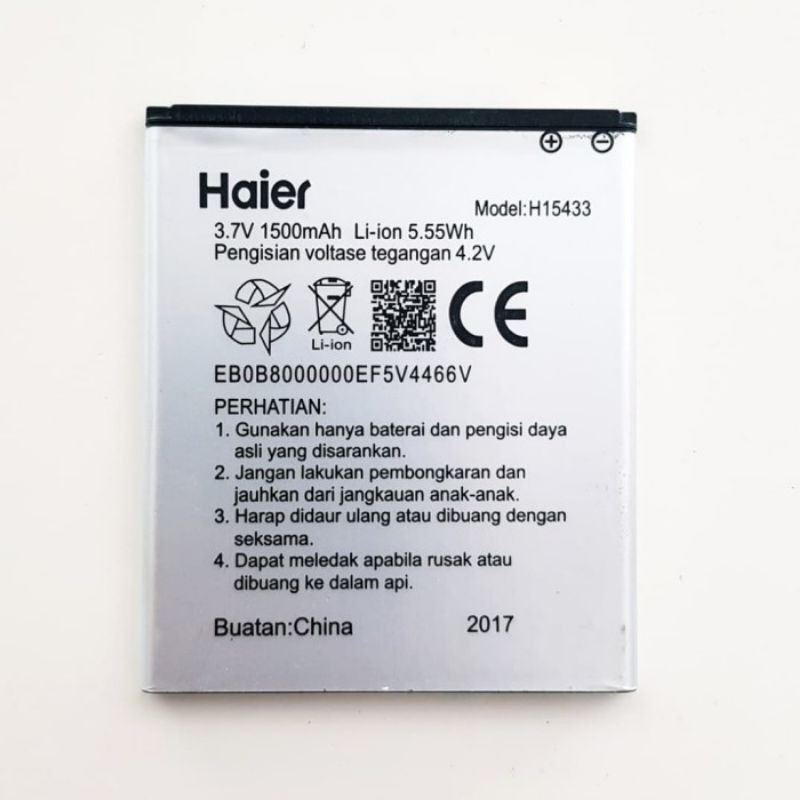 Haier
Model:H15433
3.7V 1500mAh Li-ion 5.55Wh
Pengisian voltase tegangan 4.2V
Li-ion
CE
EB0B8000000EF5V4466V
PERHATIAN:
1. Gunakan hanya baterai dan pengisi daya
asli yang disarankan.
2. Jangan lakukan pembongkaran dan
jauhkan dari jangkauan anak-anak.
3. Harap didaur ulang atau dibuang dengan
seksama.
4. Dapat meledak apabila rusak atau
dibuang ke dalam api.
Buatan:China
2017